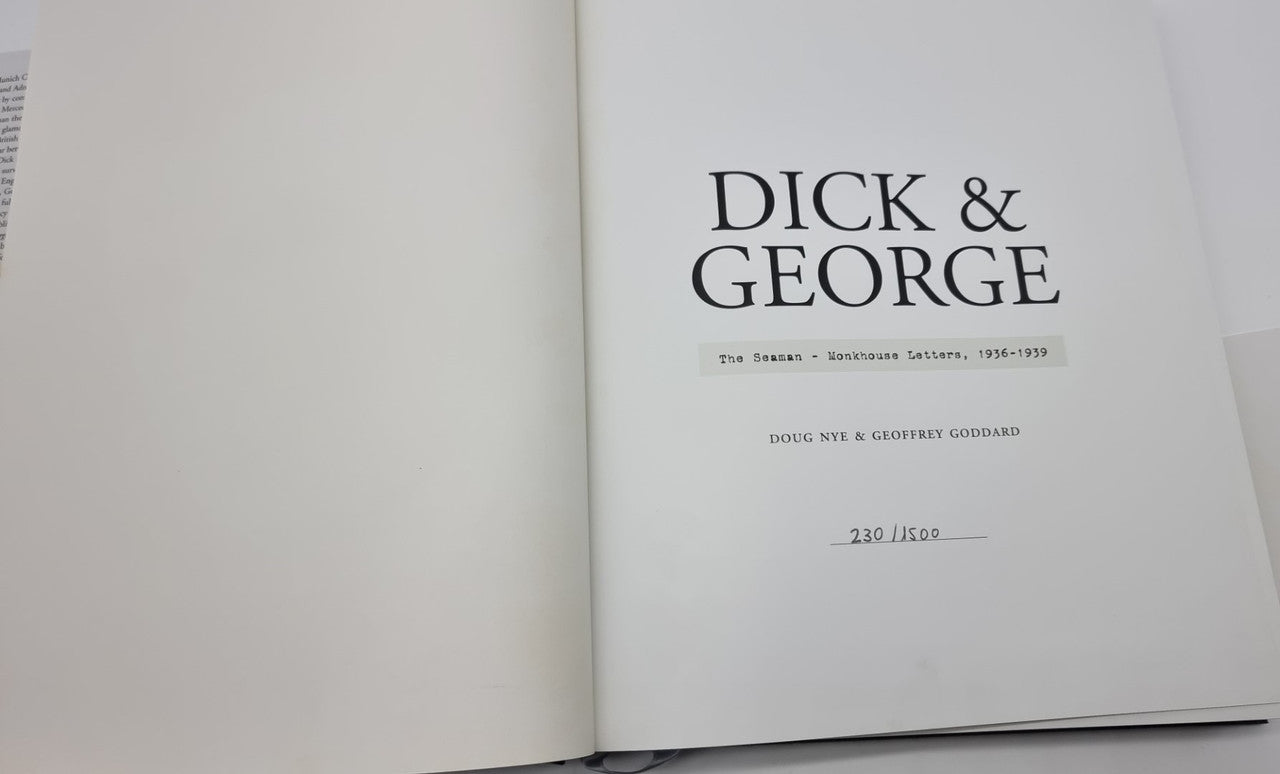 DICK &
GEORGE
The Seaman - Monkhouse Letters, 1936-1939
DOUG NYE & GEOFFREY GODDARD
230/1500